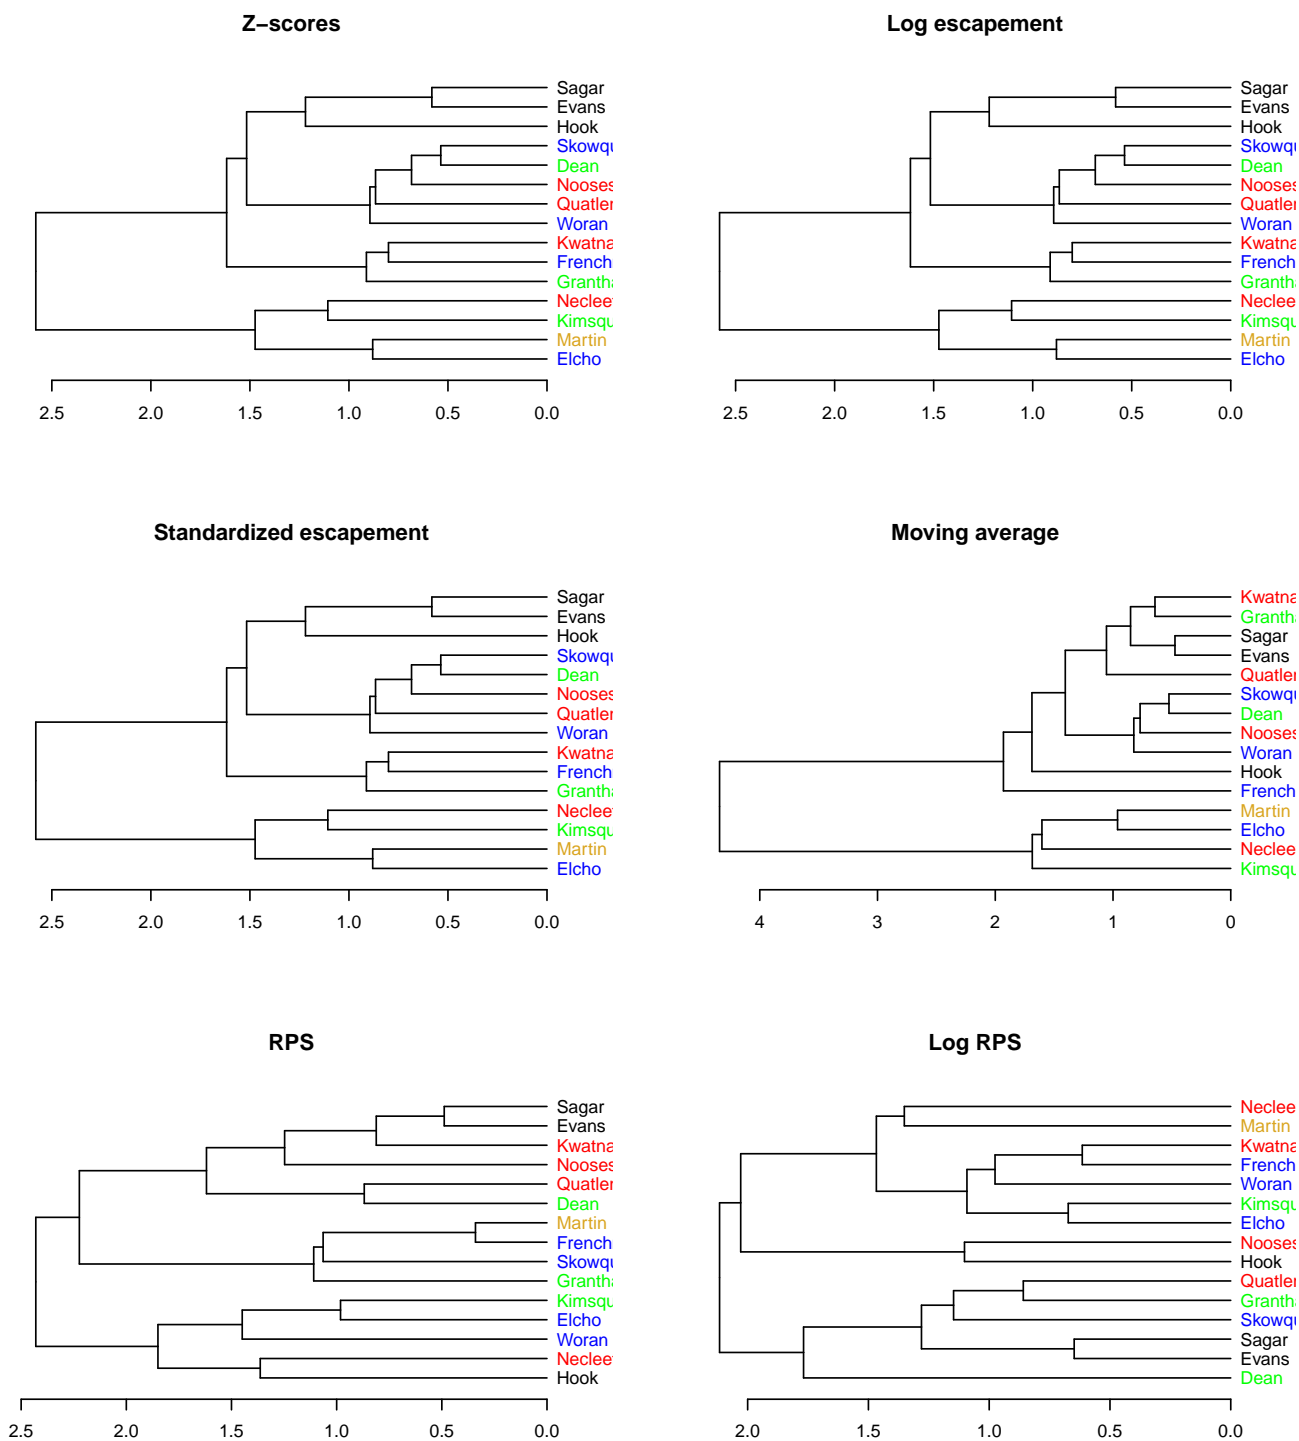 Z−scores
Sagar
Evans
Hook
Skowqu
Dean
Nooses
Quatler
Woran
Kwatna
French
Grantha
Neclee
Kimsqu
Martin
Elcho
2.5 2.0 1.5 1.0 0.5 0.0
Log escapement
Sagar
Evans
Hook
Skowqu
Dean
Nooses
Quatler
Woran
Kwatna
French
Grantha
Neclee
Kimsqu
Martin
Elcho
2.5 2.0 1.5 1.0 0.5 0.0
Standardized escapement
Sagar
Evans
Hook
Skowqu
Dean
Nooses
Quatler
Woran
Kwatna
French
Grantha
Neclee
Kimsqu
Martin
Elcho
2.5 2.0 1.5 1.0 0.5 0.0
Moving average
Kwatna
Grantha
Sagar
Evans
Quatler
Skowqu
Dean
Nooses
Woran
Hook
French
Martin
Elcho
Neclee
Kimsqu
4 3 2 1 0
RPS
Sagar
Evans
Kwatna
Nooses
Quatler
Dean
Martin
French
Skowqu
Grantha
Kimsqu
Elcho
Woran
Neclee
Hook
2.5 2.0 1.5 1.0 0.5 0.0
Log RPS
Neclee
Martin
Kwatna
French
Woran
Kimsqu
Elcho
Nooses
Hook
Quatler
Grantha
Skowqu
Sagar
Evans
Dean
2.0 1.5 1.0 0.5 0.0